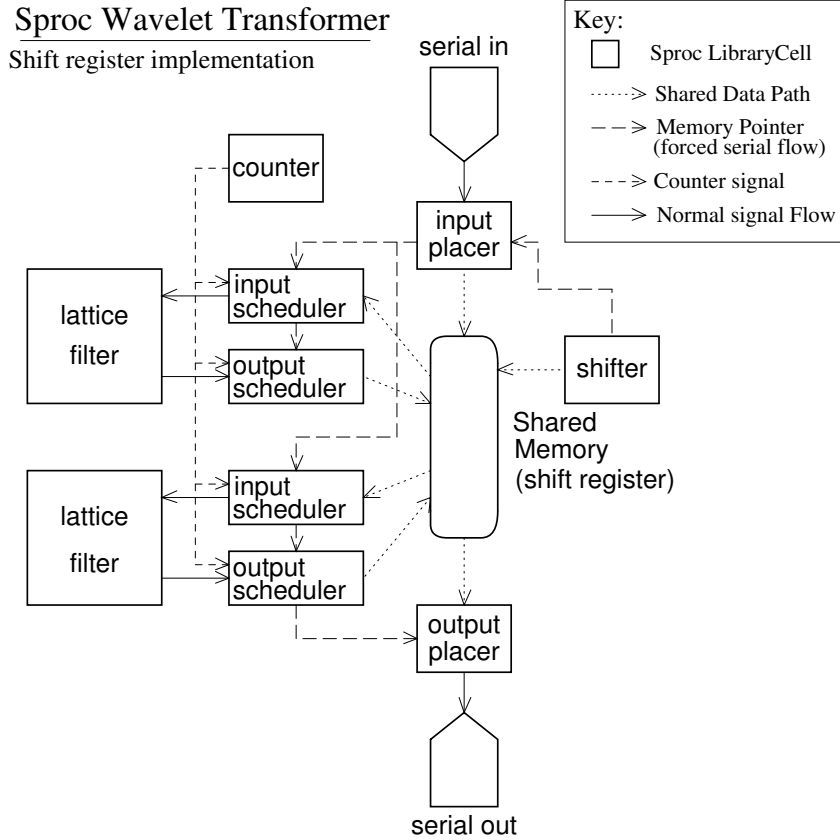 Sproc Wavelet Transformer
Shift register implementation
serial in
Key:
Sproc LibraryCell
Shared Data Path
Memory Pointer
(forced serial flow)
Counter signal
Normal signal Flow
counter
input
placer
lattice
filter
input
scheduler
output
scheduler
shifter
Shared
Memory
(shift register)
lattice
filter
input
scheduler
output
scheduler
output
placer
serial out